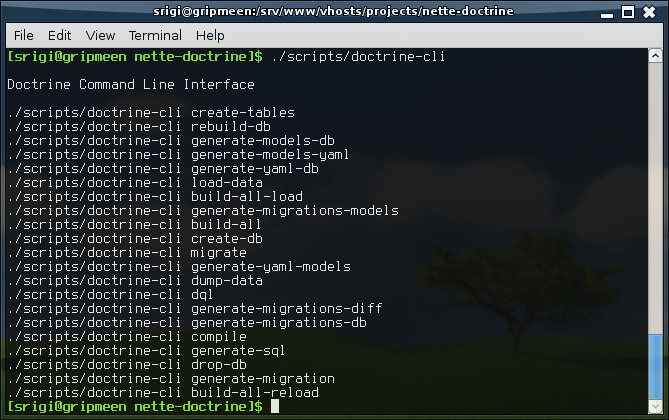 srigi@gripmeen:/srv/www/vhosts/projects/nette-doctrine
File Edit View Terminal Help
[srigi@gripmeen nette-doctrine]$ ./scripts/doctrine-cli
Doctrine Command Line Interface
./scripts/doctrine-cli create-tables
./scripts/doctrine-cli rebuild-db
./scripts/doctrine-cli generate-models-db
./scripts/doctrine-cli generate-models-yaml
./scripts/doctrine-cli generate-yaml-db
./scripts/doctrine-cli load-data
./scripts/doctrine-cli build-all-load
./scripts/doctrine-cli generate-migrations-models
./scripts/doctrine-cli build-all
./scripts/doctrine-cli create-db
./scripts/doctrine-cli migrate
./scripts/doctrine-cli generate-yaml-models
./scripts/doctrine-cli dump-data
./scripts/doctrine-cli dql
./scripts/doctrine-cli generate-migrations-diff
./scripts/doctrine-cli generate-migrations-db
./scripts/doctrine-cli compile
./scripts/doctrine-cli generate-sql
./scripts/doctrine-cli drop-db
./scripts/doctrine-cli generate-migration
./scripts/doctrine-cli build-all-reload
[srigi@gripmeen nette-doctrine]$